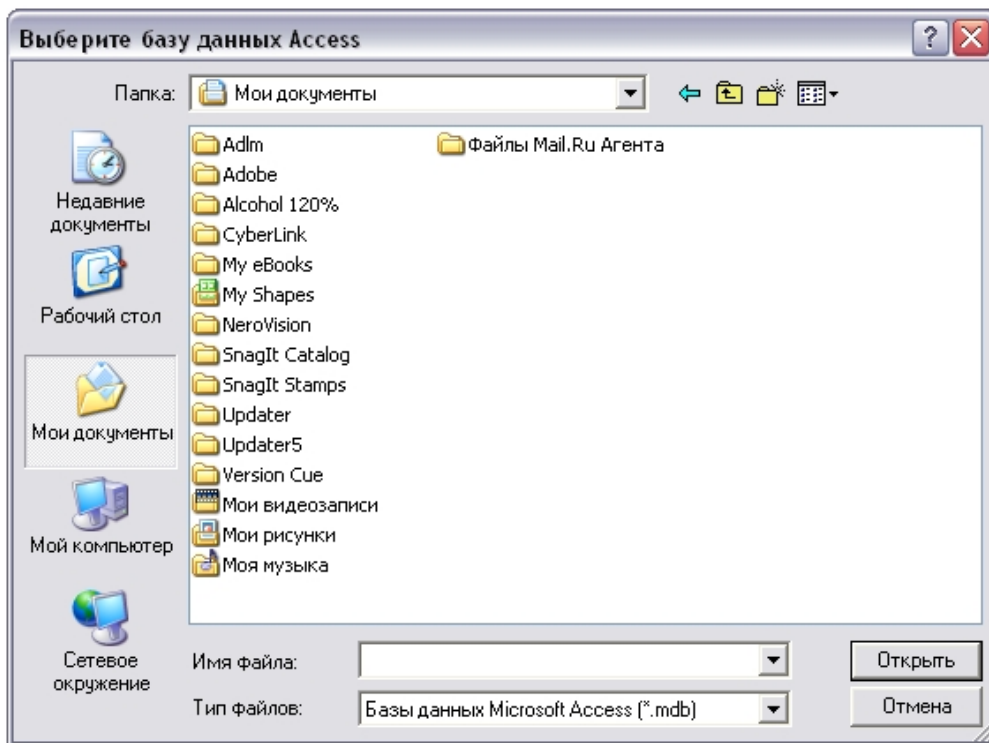 Выберите базу данных Access
Папка:
Мои документы
Недавние
документы
Рабочий стол
Мои документы
Мой компьютер
Сетевое
окружение
Adlm
Adobe
Alcohol 120%
CyberLink
My eBooks
My Shapes
NeroVision
SnagIt Catalog
SnagIt Stamps
Updater
Updater5
Version Cue
Мои видеозаписи
Мои рисунки
Моя музыка
Файлы Mail.Ru Агента
Имя файла:
Открыть
Тип файлов:
Базы данных Microsoft Access (*.mdb)
Отмена